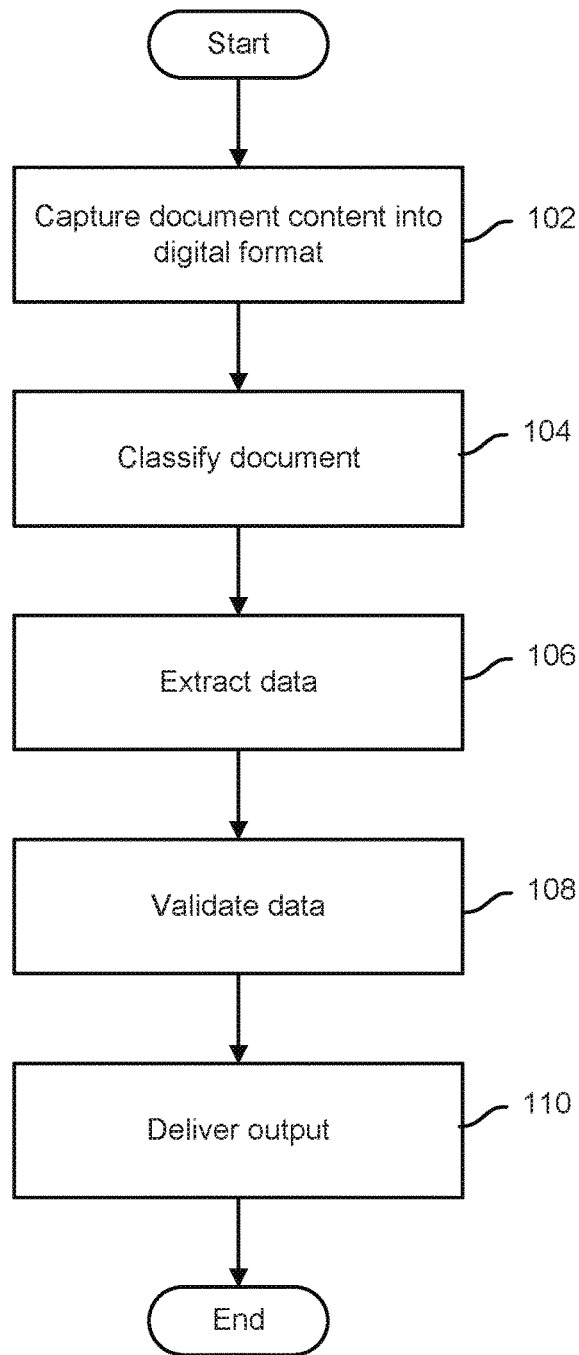 Start
Capture document content into
digital format
102
Classify document
104
Extract data
106
Validate data
108
Deliver output
110
End